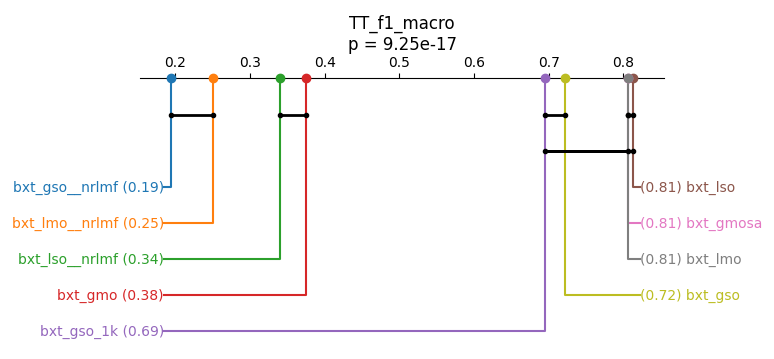 TT_f1_macro
p = 9.25e-17
0.2 0.3 0.4 0.5 0.6 0.7 0.8
bxt_gso__nrlmf (0.19) (0.81) bxt_lso
bxt_lmo__nrlmf (0.25) (0.81) bxt_gmosa
bxt_lso__nrlmf (0.34) (0.81) bxt_lmo
bxt_gmo (0.38) (0.72) bxt_gso
bxt_gso_1k (0.69)